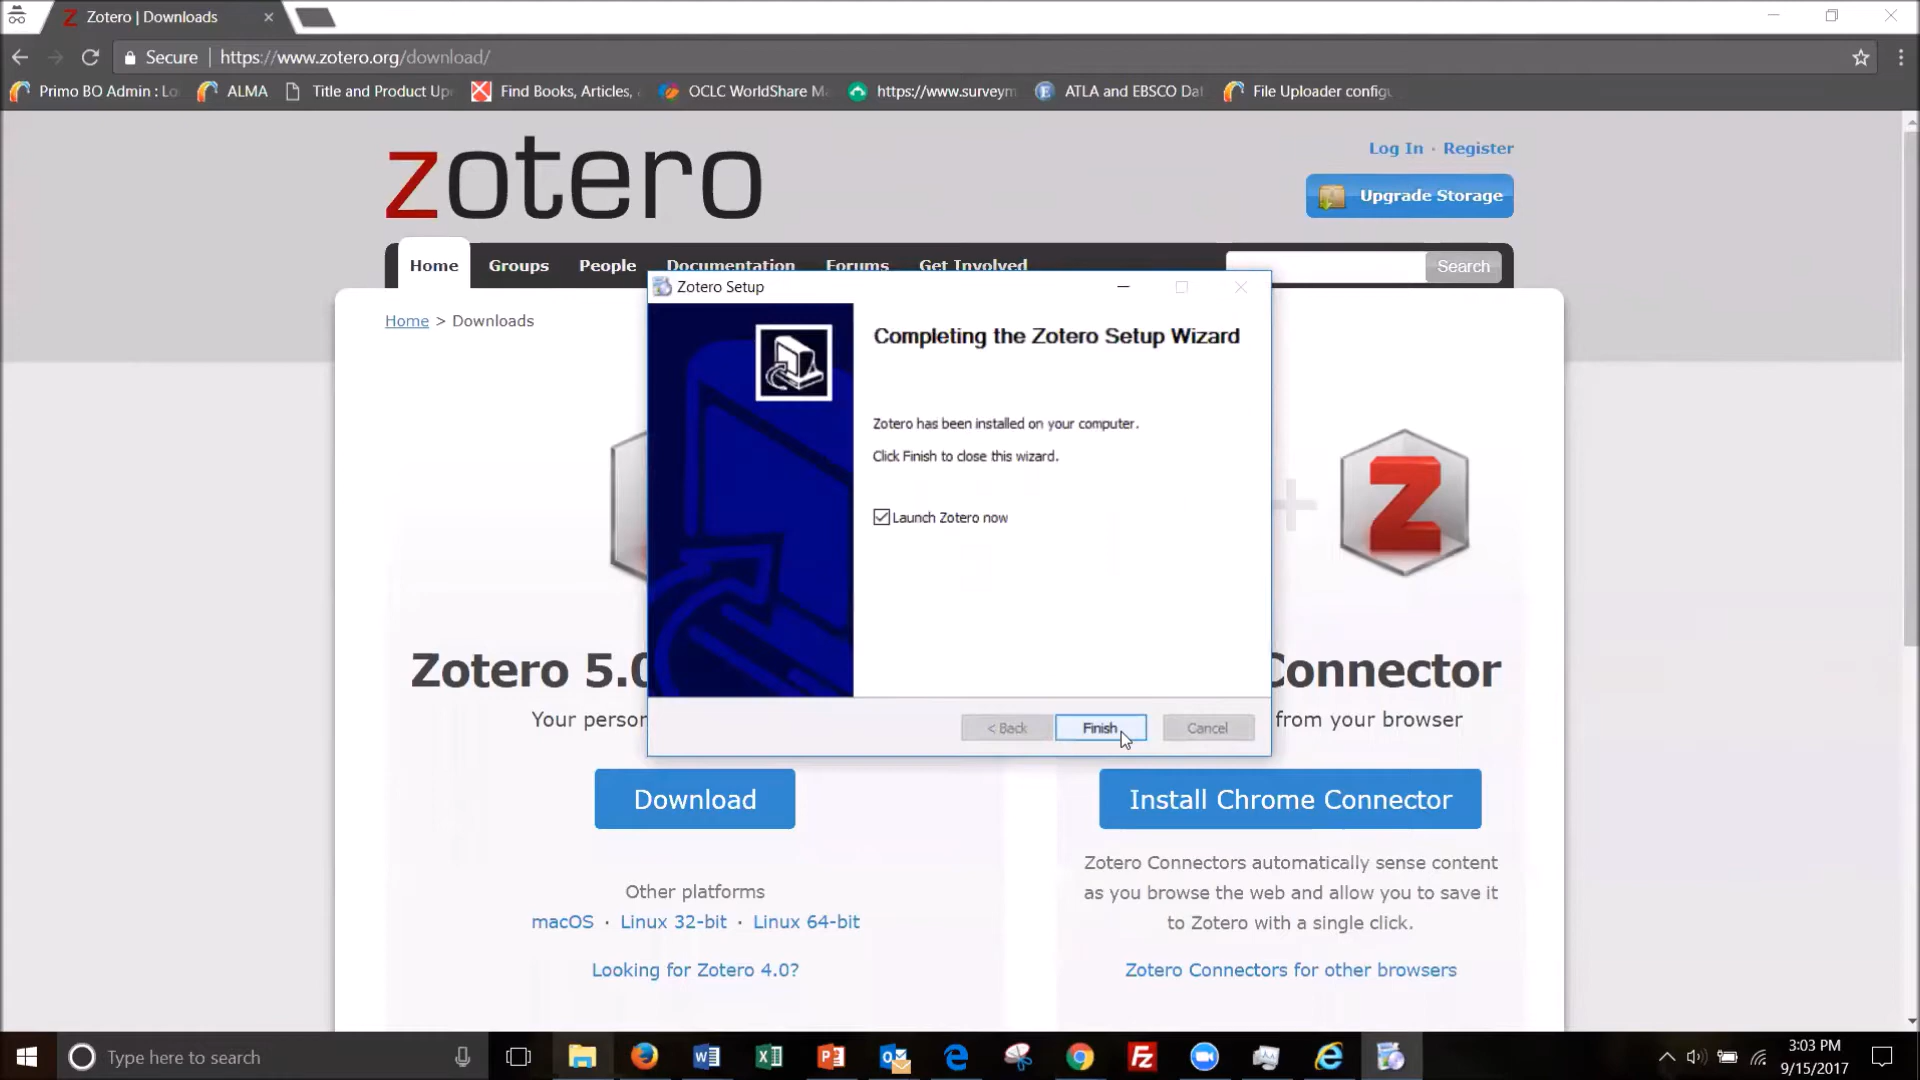 Zotero | Downloads
Secure
https://www.zotero.org/download/
Primo BO Admin : Lo
ALMA
Title and Product Up
Find Books, Articles,
OCLC WorldShare M
https://www.surveym
ATLA and EBSCO Dat
File Uploader configu
zotero
Log In · Register
Upgrade Storage
Home
Groups
People
Documentation
Forums
Get Involved
Search
Home > Downloads
Zotero Setup
Completing the Zotero Setup Wizard
Zotero has been installed on your computer.
Click Finish to close this wizard.
Launch Zotero now
< Back
Finish
Cancel
Z
Zotero 5.0
Your person
Connector
from your browser
Download
Install Chrome Connector
Other platforms
macOS · Linux 32-bit · Linux 64-bit
Looking for Zotero 4.0?
Zotero Connectors automatically sense content
as you browse the web and allow you to save it
to Zotero with a single click.
Zotero Connectors for other browsers
Type here to search
3:03 PM
9/15/2017